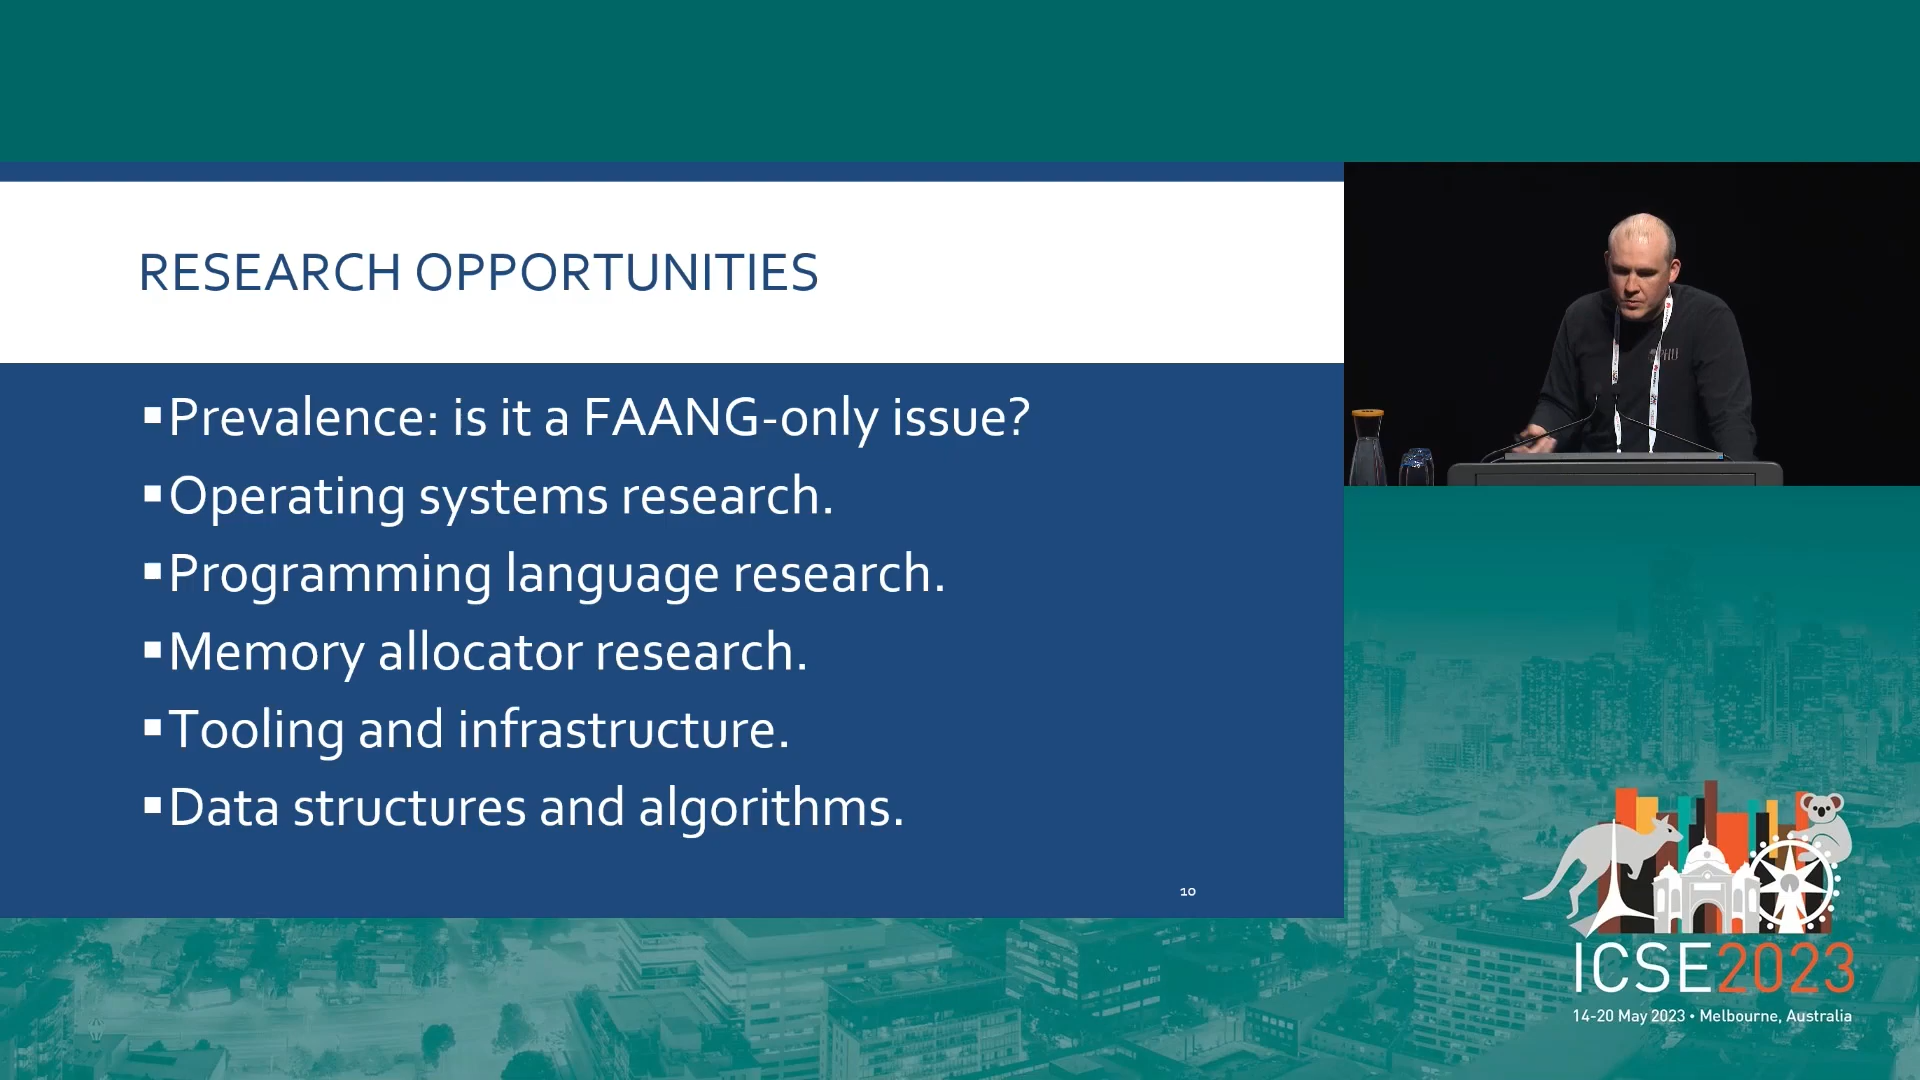 RESEARCH OPPORTUNITIES
▪Prevalence: is it a FAANG-only issue?
▪Operating systems research.
▪Programming language research.
▪Memory allocator research.
▪Tooling and infrastructure.
▪Data structures and algorithms.
10
ICSE2023
14-20 May 2023 • Melbourne, Australia